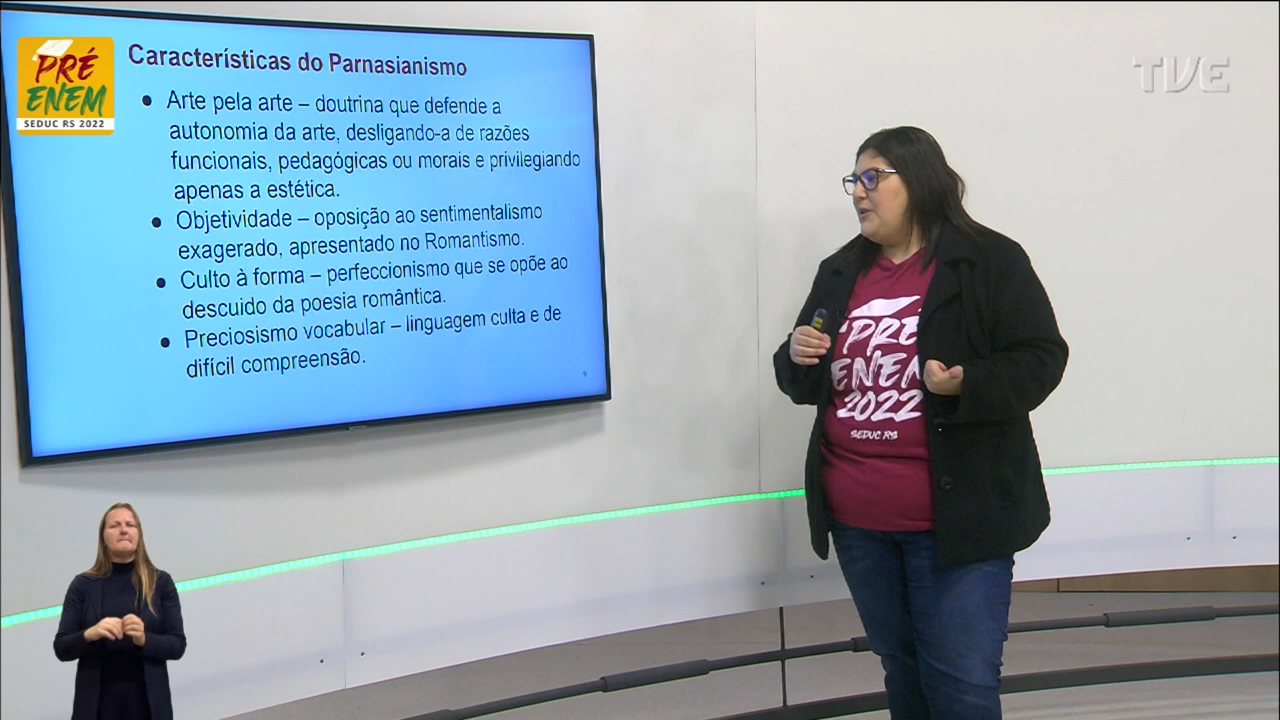 PRÉ
ENEM
SEDUC RS 2022
Características do Parnasianismo
• Arte pela arte – doutrina que defende a
autonomia da arte, desligando-a de razões
funcionais, pedagógicas ou morais e privilegiando
apenas a estética.
• Objetividade – oposição ao sentimentalismo
exagerado, apresentado no Romantismo.
• Culto à forma – perfeccionismo que se opõe ao
descuido da poesia romântica.
• Preciosismo vocabular – linguagem culta e de
difícil compreensão.
9
TVE
PRÉ
ENEM
2022
SEDUC RS